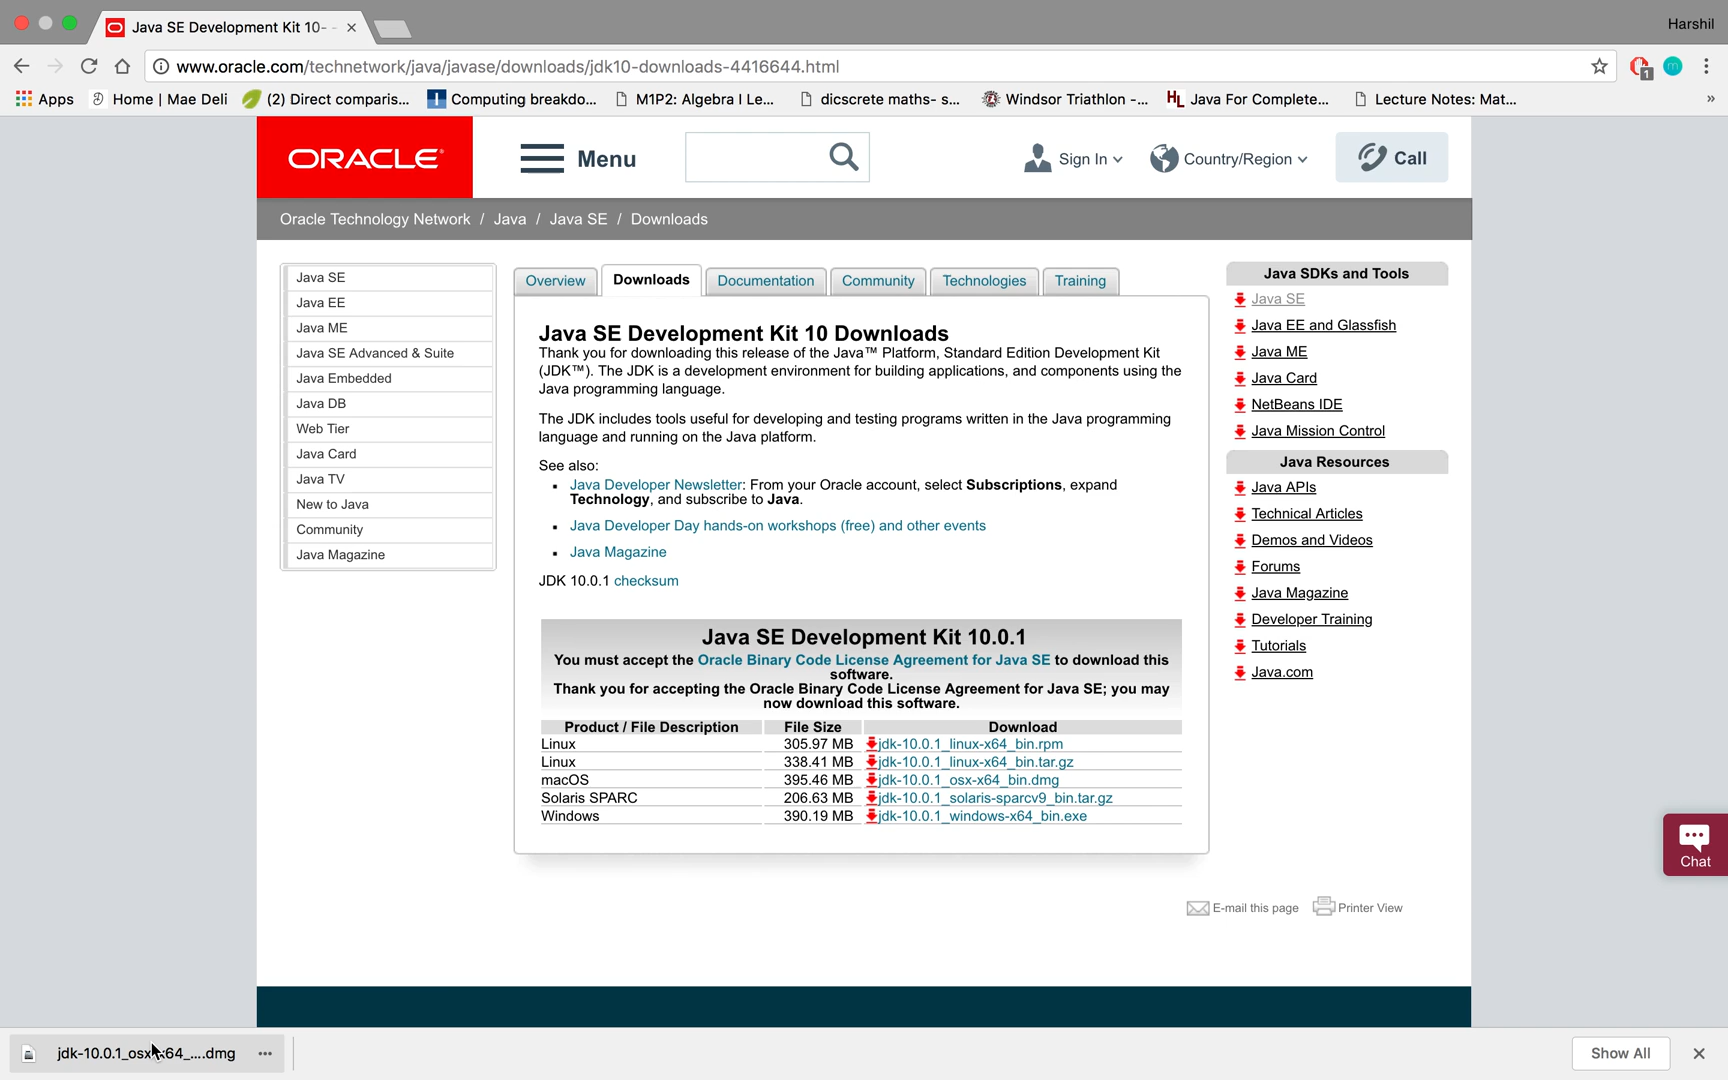 Java SE Development Kit 10-
Harshil
www.oracle.com/technetwork/java/javase/downloads/jdk10-downloads-4416644.html
1
m
Apps
Home | Mae Deli
(2) Direct comparis...
Computing breakdo...
M1P2: Algebra I Le...
dicscrete maths- s...
Windsor Triathlon -...
HL Java For Complete...
Lecture Notes: Mat...
»
ORACLE
Menu
Sign In
Country/Region
Call
Oracle Technology Network / Java / Java SE / Downloads
Java SE
Java EE
Java ME
Java SE Advanced & Suite
Java Embedded
Java DB
Web Tier
Java Card
Java TV
New to Java
Community
Java Magazine
Overview
Downloads
Documentation
Community
Technologies
Training
Java SE Development Kit 10 Downloads
Thank you for downloading this release of the Java™ Platform, Standard Edition Development Kit
(JDK™). The JDK is a development environment for building applications, and components using the
Java programming language.
The JDK includes tools useful for developing and testing programs written in the Java programming
language and running on the Java platform.
See also:
Java Developer Newsletter: From your Oracle account, select Subscriptions, expand
Technology, and subscribe to Java.
Java Developer Day hands-on workshops (free) and other events
Java Magazine
JDK 10.0.1 checksum
Java SE Development Kit 10.0.1
You must accept the Oracle Binary Code License Agreement for Java SE to download this
software.
Thank you for accepting the Oracle Binary Code License Agreement for Java SE; you may
now download this software.
Product / File Description File Size Download
Linux 305.97 MB jdk-10.0.1_linux-x64_bin.rpm
Linux 338.41 MB jdk-10.0.1_linux-x64_bin.tar.gz
macOS 395.46 MB jdk-10.0.1_osx-x64_bin.dmg
Solaris SPARC 206.63 MB jdk-10.0.1_solaris-sparcv9_bin.tar.gz
Windows 390.19 MB jdk-10.0.1_windows-x64_bin.exe
Java SDKs and Tools
Java SE
Java EE and Glassfish
Java ME
Java Card
NetBeans IDE
Java Mission Control
Java Resources
Java APIs
Technical Articles
Demos and Videos
Forums
Java Magazine
Developer Training
Tutorials
Java.com
Chat
E-mail this page
Printer View
jdk-10.0.1_osx-x64_....dmg
Show All